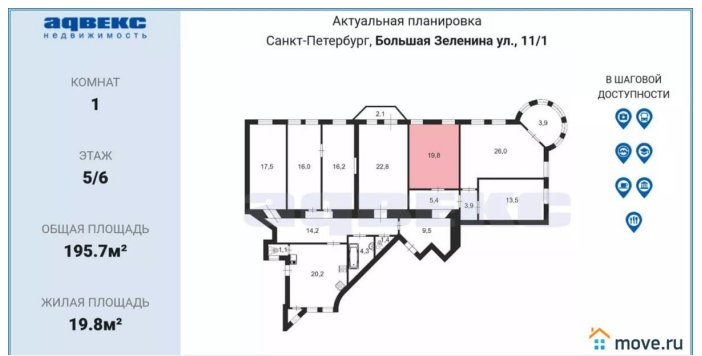 адвекс
недвижимость
КОМНАТ
1
ЭТАЖ
5/6
ОБЩАЯ ПЛОЩАДЬ
195.7м²
ЖИЛАЯ ПЛОЩАДЬ
19.8м²
Актуальная планировка
Санкт-Петербург, Большая Зеленина ул., 11/1
В ШАГОВОЙ
ДОСТУПНОСТИ
2,1
3,9
17,5
16,0
16,2
22,8
19,8
26,0
5,4
3,9
13,5
адвекс
14,2
9,5
1,1
4,3
1,4
20,2
move.ru